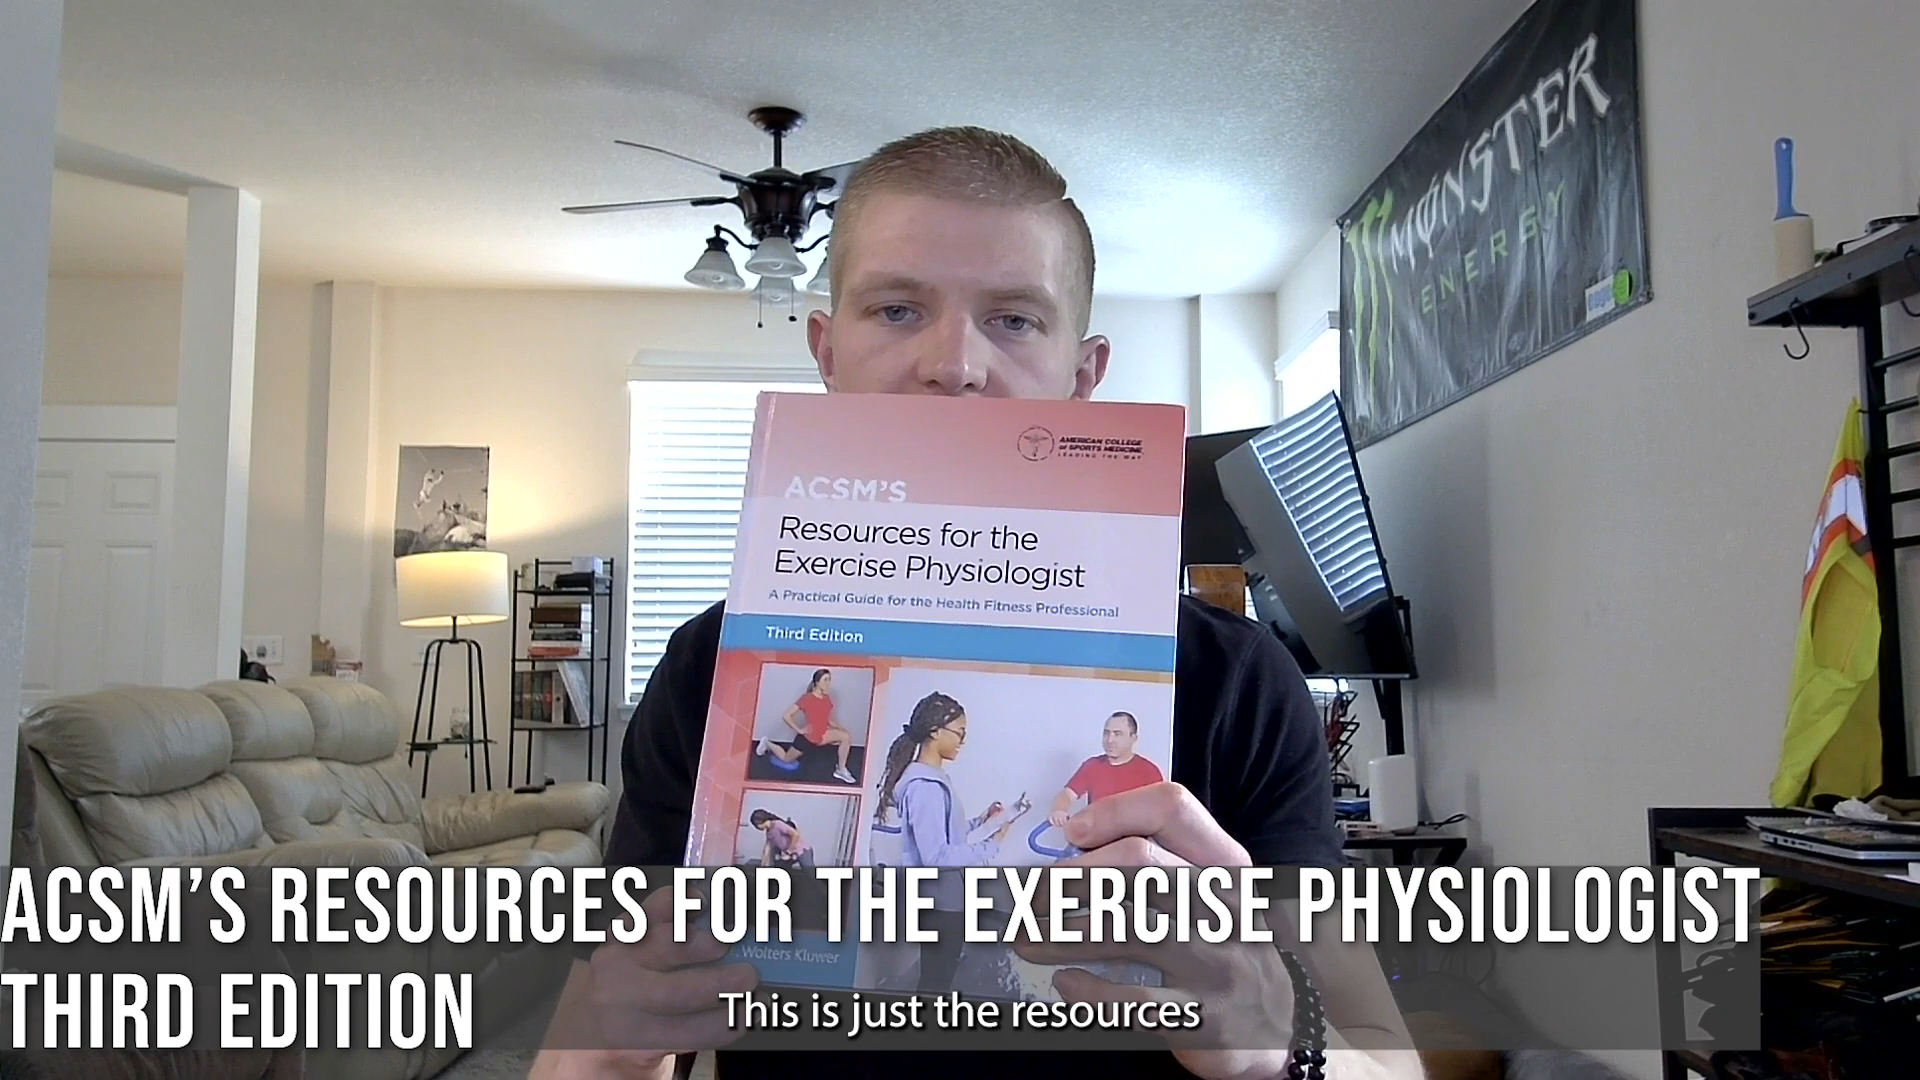 MONSTER
ENERGY
AMERICAN COLLEGE
of SPORTS MEDICINE
LEADING THE WAY
ACSM'S
Resources for the
Exercise Physiologist
A Practical Guide for the Health Fitness Professional
Third Edition
Wolters Kluwer
ACSM'S RESOURCES FOR THE EXERCISE PHYSIOLOGIST
THIRD EDITION
This is just the resources